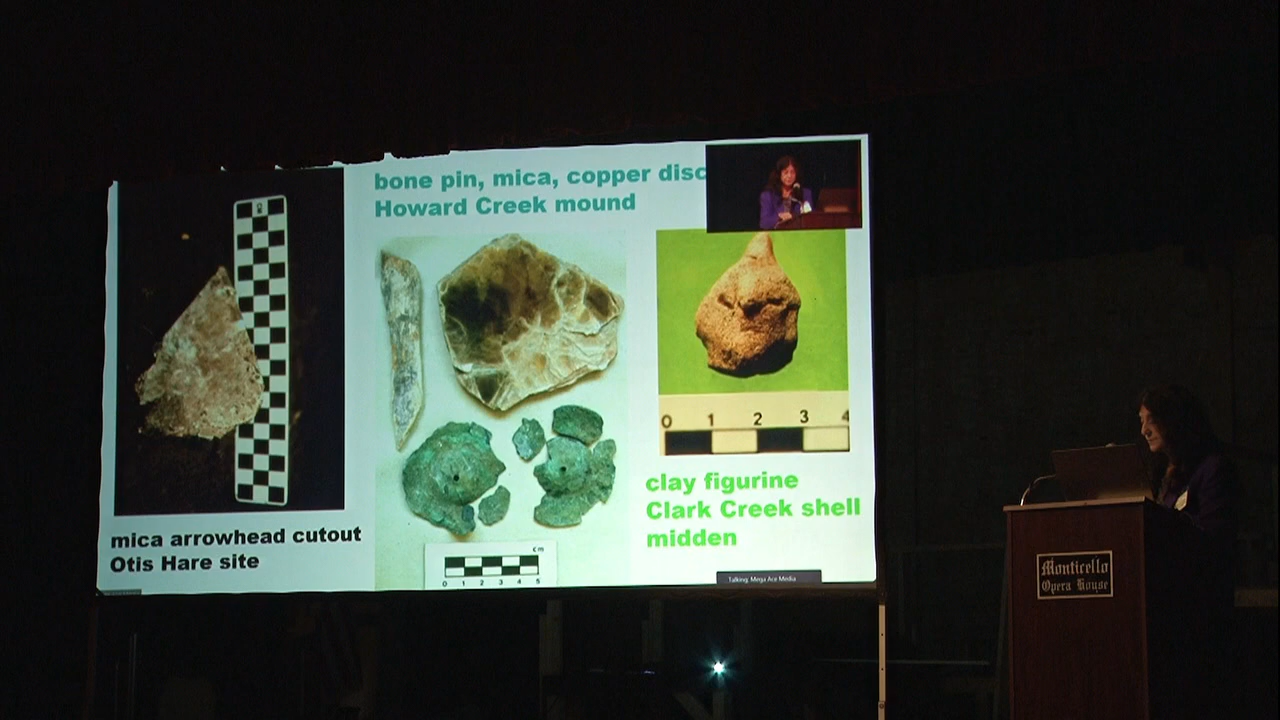 bone pin, mica, copper disc
Howard Creek mound
mica arrowhead cutout
Otis Hare site
cm
0 1 2 3 4 5
0 1 2 3 4
clay figurine
Clark Creek shell
midden
Talking: Mega Ace Media
Monticello
Opera House